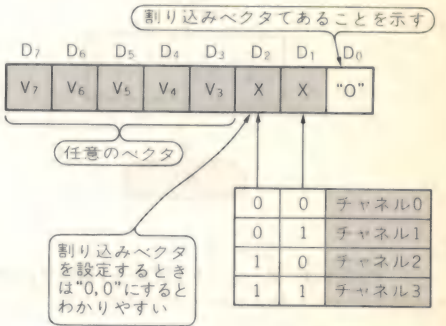 割り込みベクタであることを示す
D7 D6 D5 D4 D3 D2 D1 D0
V7 V6 V5 V4 V3 X X "0"
任意のベクタ
0 0 チャネル0
0 1 チャネル1
1 0 チャネル2
1 1 チャネル3
割り込みベクタ
を設定するとき
は"0,0"にすると
わかりやすい